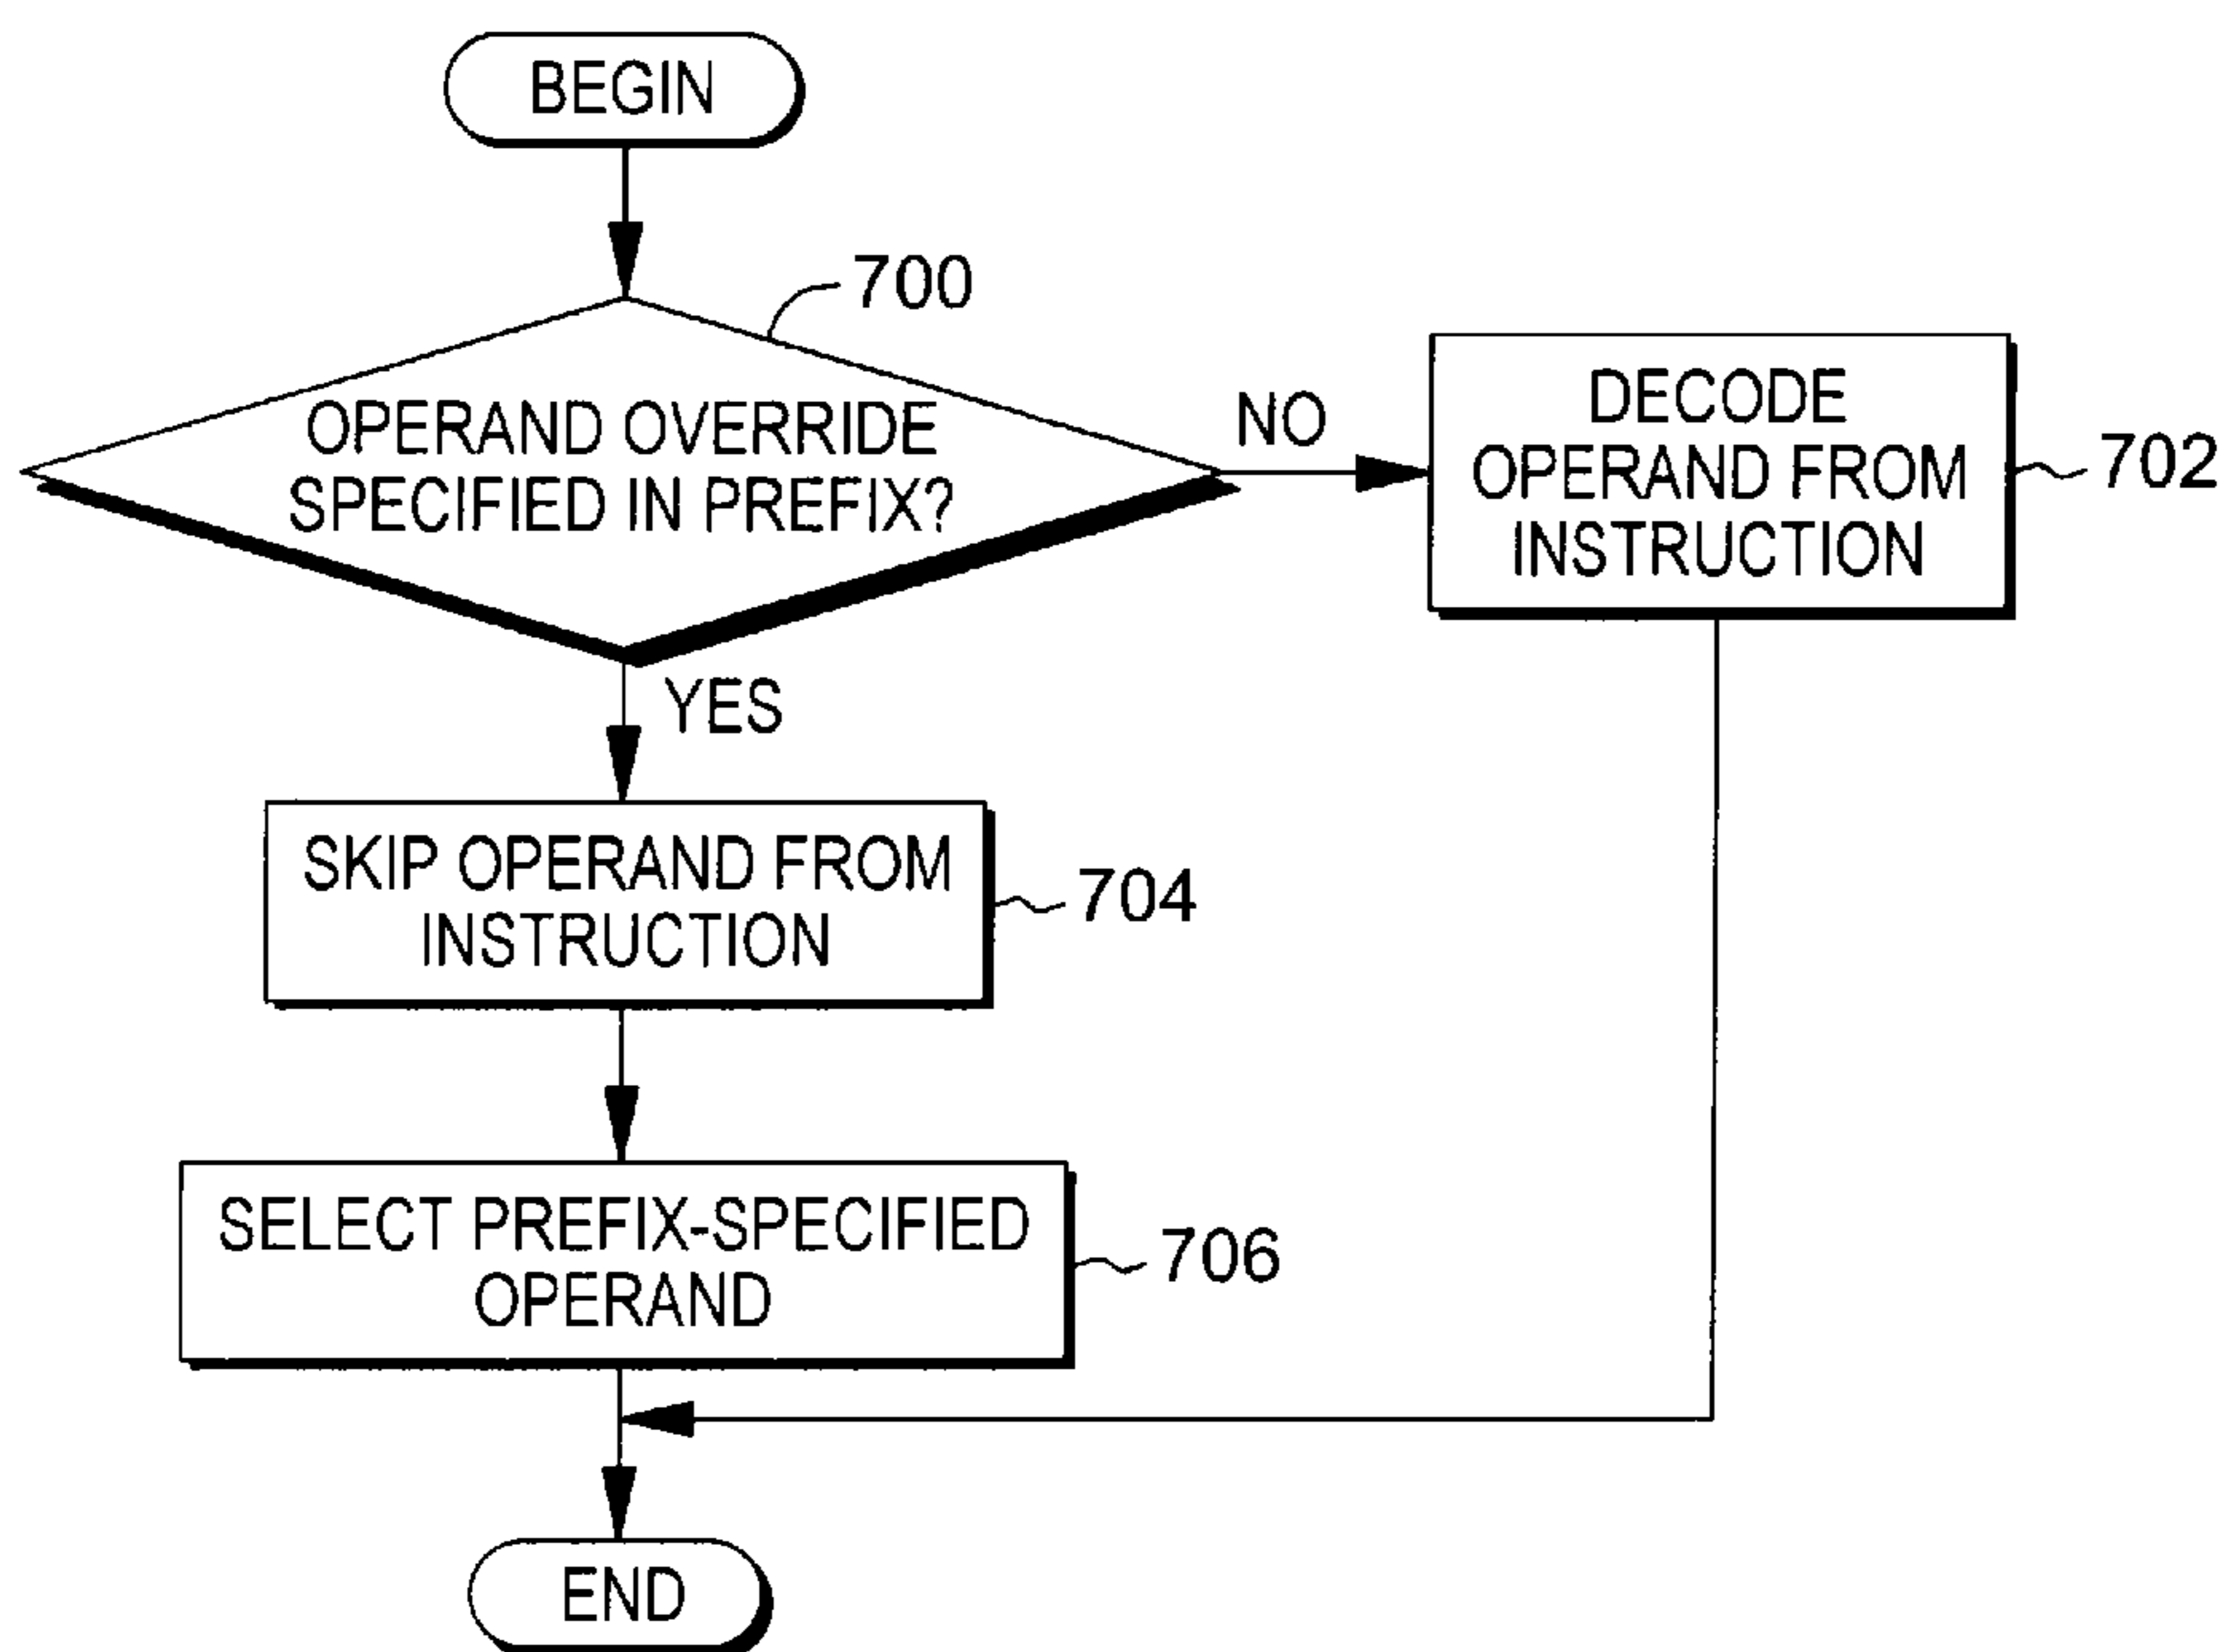 BEGIN
700
OPERAND OVERRIDE
SPECIFIED IN PREFIX?
NO
DECODE
OPERAND FROM
INSTRUCTION
702
YES
SKIP OPERAND FROM
INSTRUCTION
704
SELECT PREFIX-SPECIFIED
OPERAND
706
END